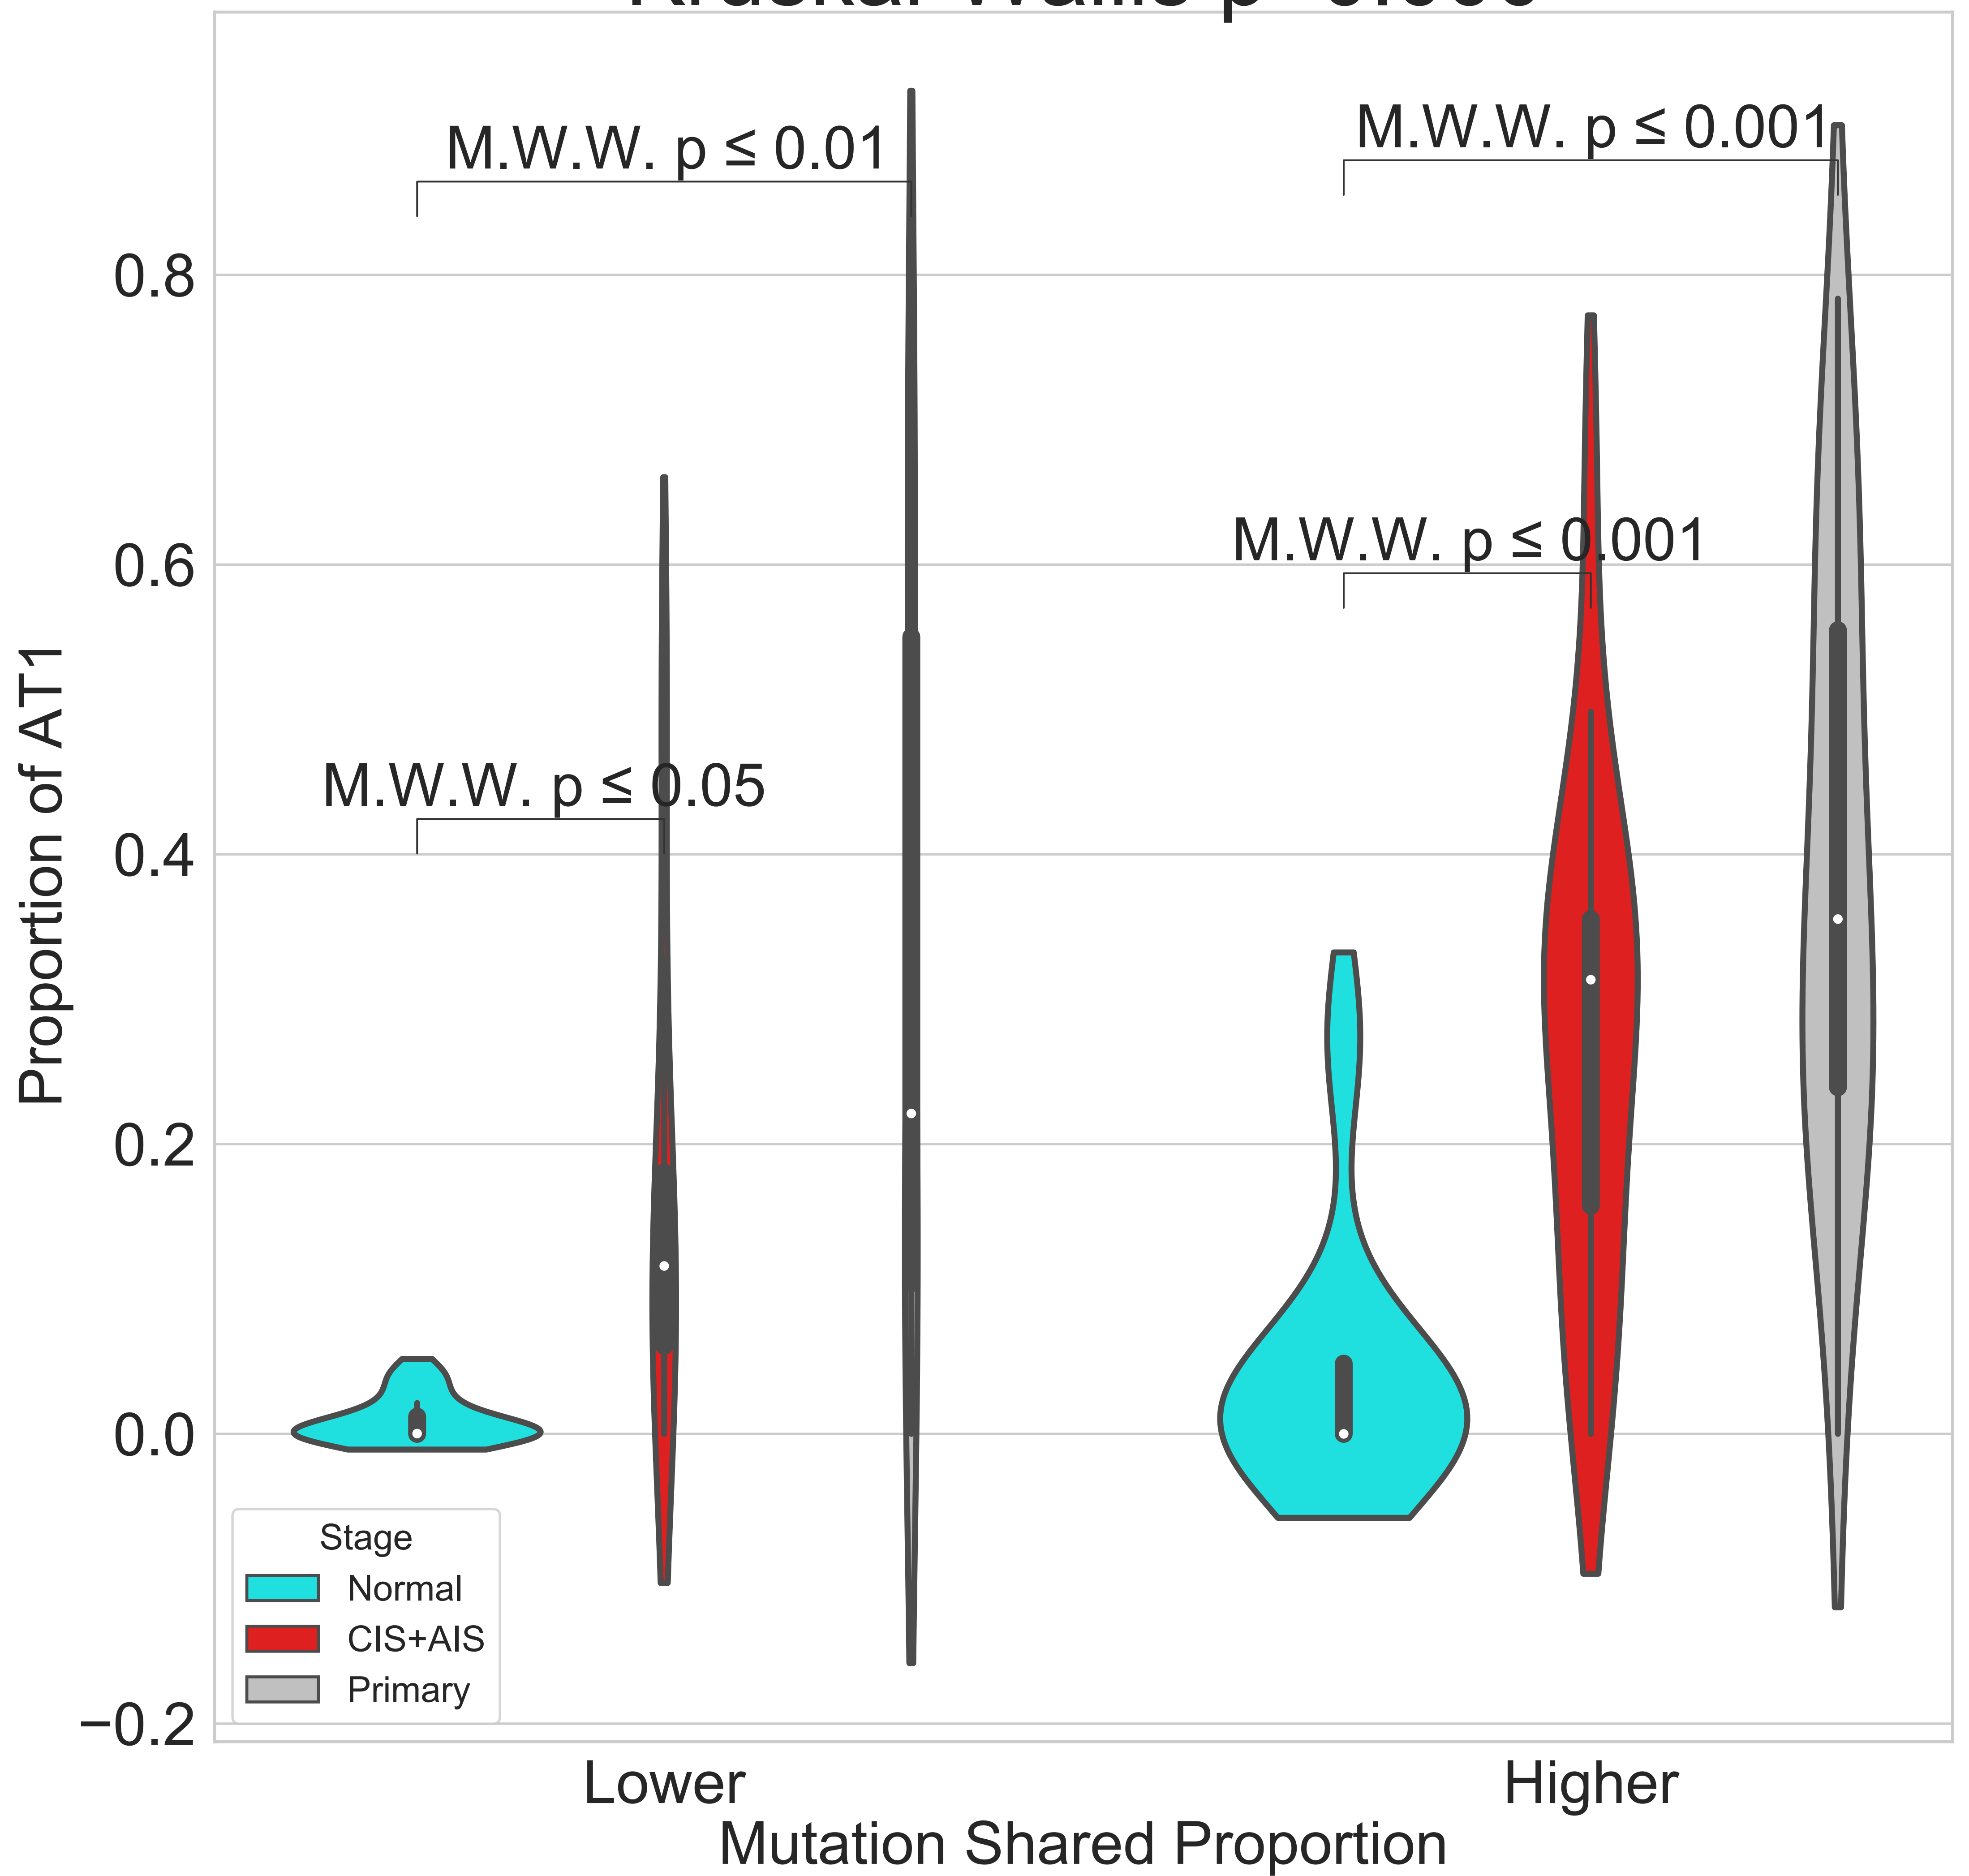 M.W.W. p ≤ 0.01
M.W.W. p ≤ 0.001
M.W.W. p ≤ 0.001
M.W.W. p ≤ 0.05
Proportion of AT1
0.8
0.6
0.4
0.2
0.0
−0.2
Stage
Normal
CIS+AIS
Primary
Lower
Higher
Mutation Shared Proportion